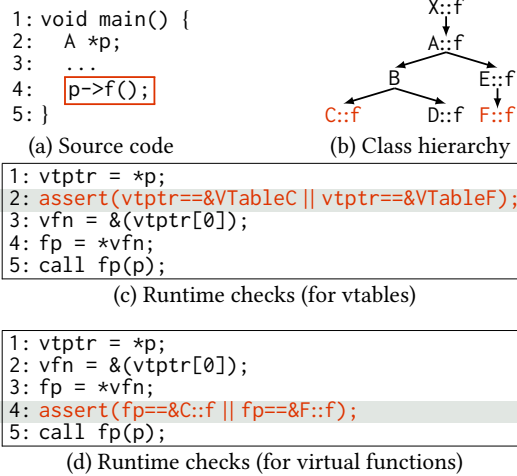 1: void main() {
2: A *p;
3: ...
4: p->f();
5: }
(a) Source code
X::f
A::f
B E::f
C::f D::f F::f
(b) Class hierarchy
1: vtptr = *p;
2: assert(vtptr==&VTableC || vtptr==&VTableF);
3: vfn = &(vtptr[0]);
4: fp = *vfn;
5: call fp(p);
(c) Runtime checks (for vtables)
1: vtptr = *p;
2: vfn = &(vtptr[0]);
3: fp = *vfn;
4: assert(fp==&C::f || fp==&F::f);
5: call fp(p);
(d) Runtime checks (for virtual functions)